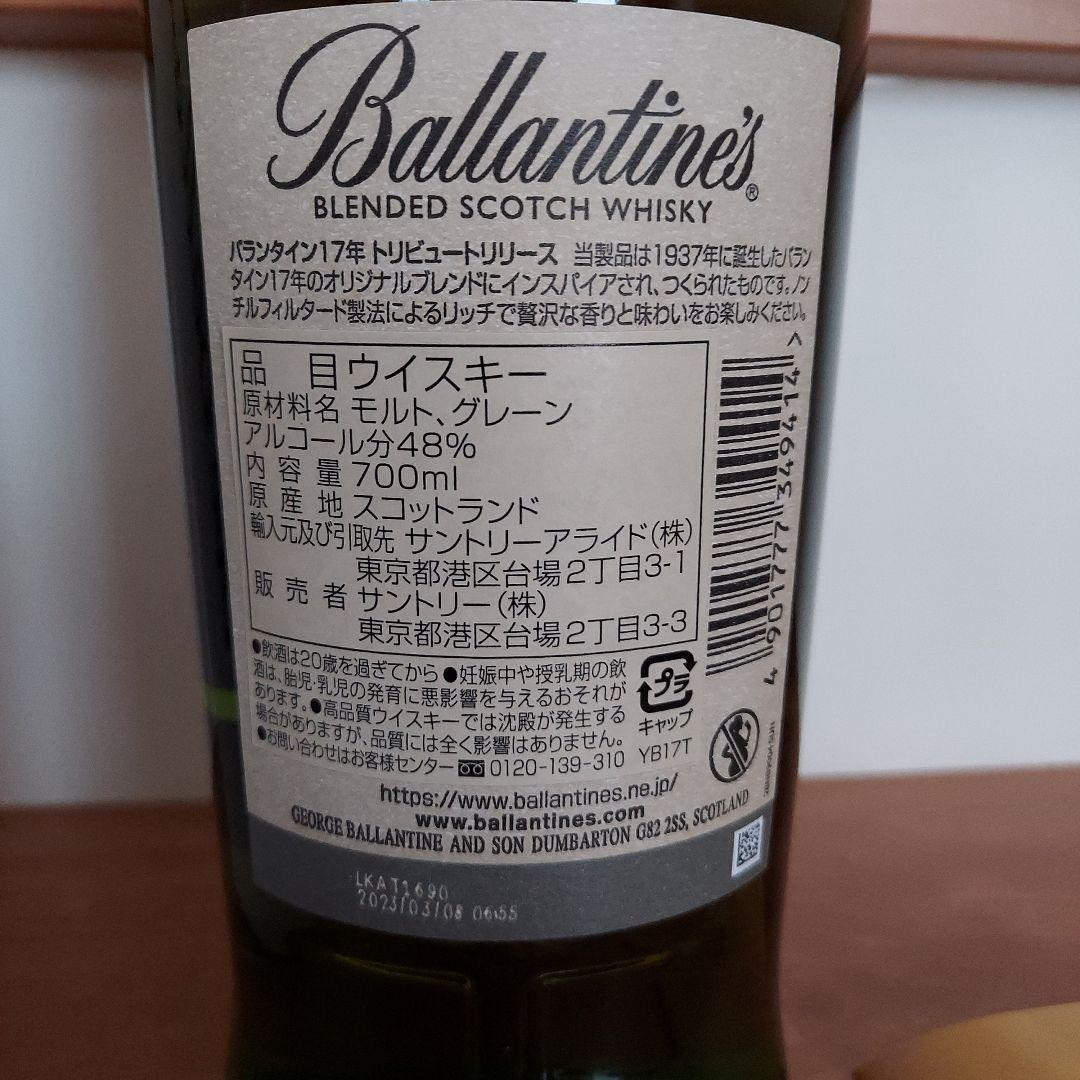 Ballantine's®
BLENDED SCOTCH WHISKY
バランタイン17年 トリビュートリリース 当製品は1937年に誕生したバラン
タイン17年のオリジナルブレンドにインスパイアされ、つくられたものです。ノン
チルフィルタード製法によるリッチで贅沢な香りと味わいをお楽しみください。
品目 ウイスキー
原材料名 モルト、グレーン
アルコール分48%
内容量 700ml
原産地 スコットランド
輸入元及び引取先 サントリーアライド(株)
東京都港区台場2丁目3-1
販売者 サントリー(株)
東京都港区台場2丁目3-3
4 901777 349414 >
●飲酒は20歳を過ぎてから ●妊娠中や授乳期の飲
酒は、胎児・乳児の発育に悪影響を与えるおそれが
あります。●高品質ウイスキーでは沈殿が発生する
場合がありますが、品質には全く影響はありません。
●お問い合わせはお客様センター 0120-139-310
プラ
キャップ
YB17T
https://www.ballantines.ne.jp/
www.ballantines.com
GEORGE BALLANTINE AND SON DUMBARTON G82 2SS, SCOTLAND
LKAT1690
2023/03/08 06:55